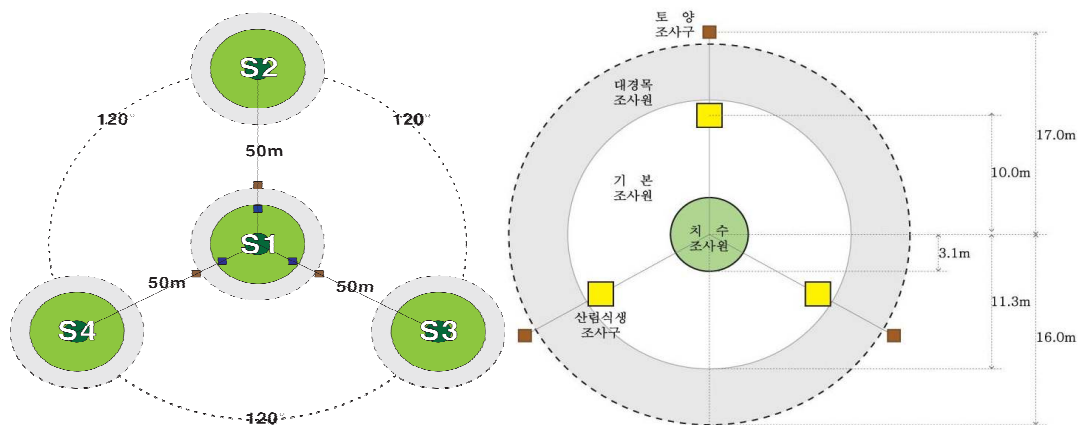 S2
120°
120°
50m
S1
50m
50m
S4
S3
120°
토 양
조사구
대경목
조사원
17.0m
10.0m
기 본
조사원
치 수
조사원
3.1m
11.3m
산림식생
조사구
16.0m